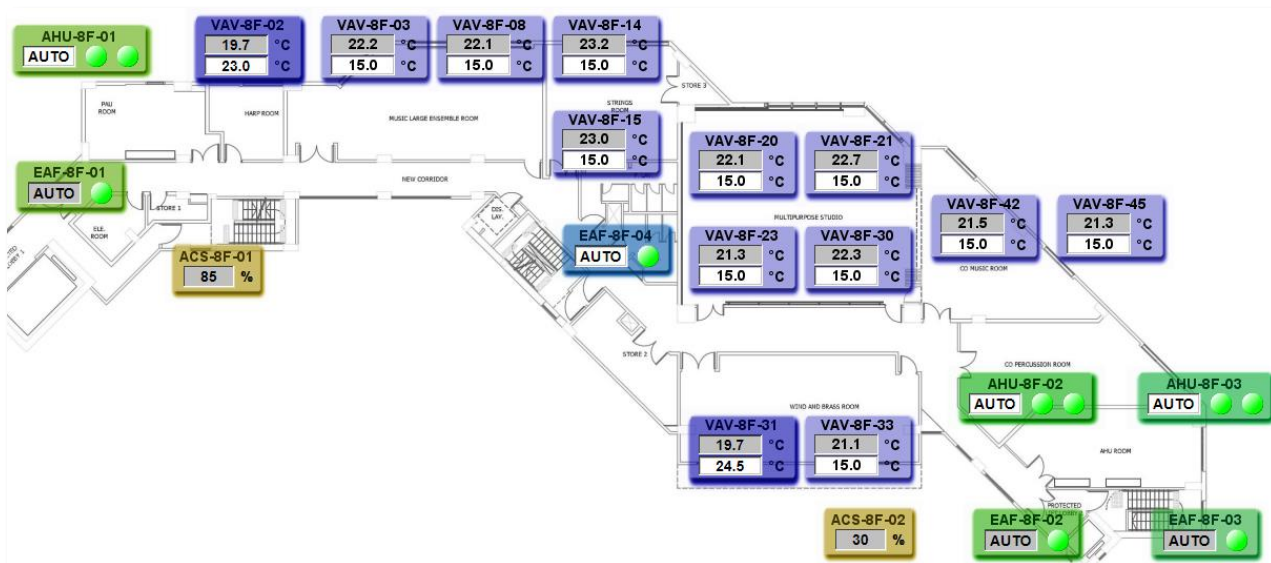 AHU-8F-01
AUTO
VAV-8F-02
19.7 °C
23.0 °C
VAV-8F-03
22.2 °C
15.0 °C
VAV-8F-08
22.1 °C
15.0 °C
VAV-8F-14
23.2 °C
15.0 °C
STORE 3
PAU
ROOM
HARP ROOM
MUSIC LARGE ENSEMBLE ROOM
STRINGS
ROOM
VAV-8F-15
23.0 °C
15.0 °C
VAV-8F-20
22.1 °C
15.0 °C
VAV-8F-21
22.7 °C
15.0 °C
EAF-8F-01
AUTO
NEW CORRIDOR
STORE 1
ELE.
ROOM
LOBBY 1
DIS.
LAY.
MULTIPURPOSE STUDIO
VAV-8F-42
21.5 °C
15.0 °C
VAV-8F-45
21.3 °C
15.0 °C
ACS-8F-01
85 %
EAF-8F-04
AUTO
VAV-8F-23
21.3 °C
15.0 °C
VAV-8F-30
22.3 °C
15.0 °C
CO MUSIC ROOM
STORE 2
CO PERCUSSION ROOM
AHU-8F-02
AUTO
AHU-8F-03
AUTO
WIND AND BRASS ROOM
VAV-8F-31
19.7 °C
24.5 °C
VAV-8F-33
21.1 °C
15.0 °C
AHU ROOM
PROTECTED
ACS-8F-02
30 %
EAF-8F-02
AUTO
EAF-8F-03
AUTO